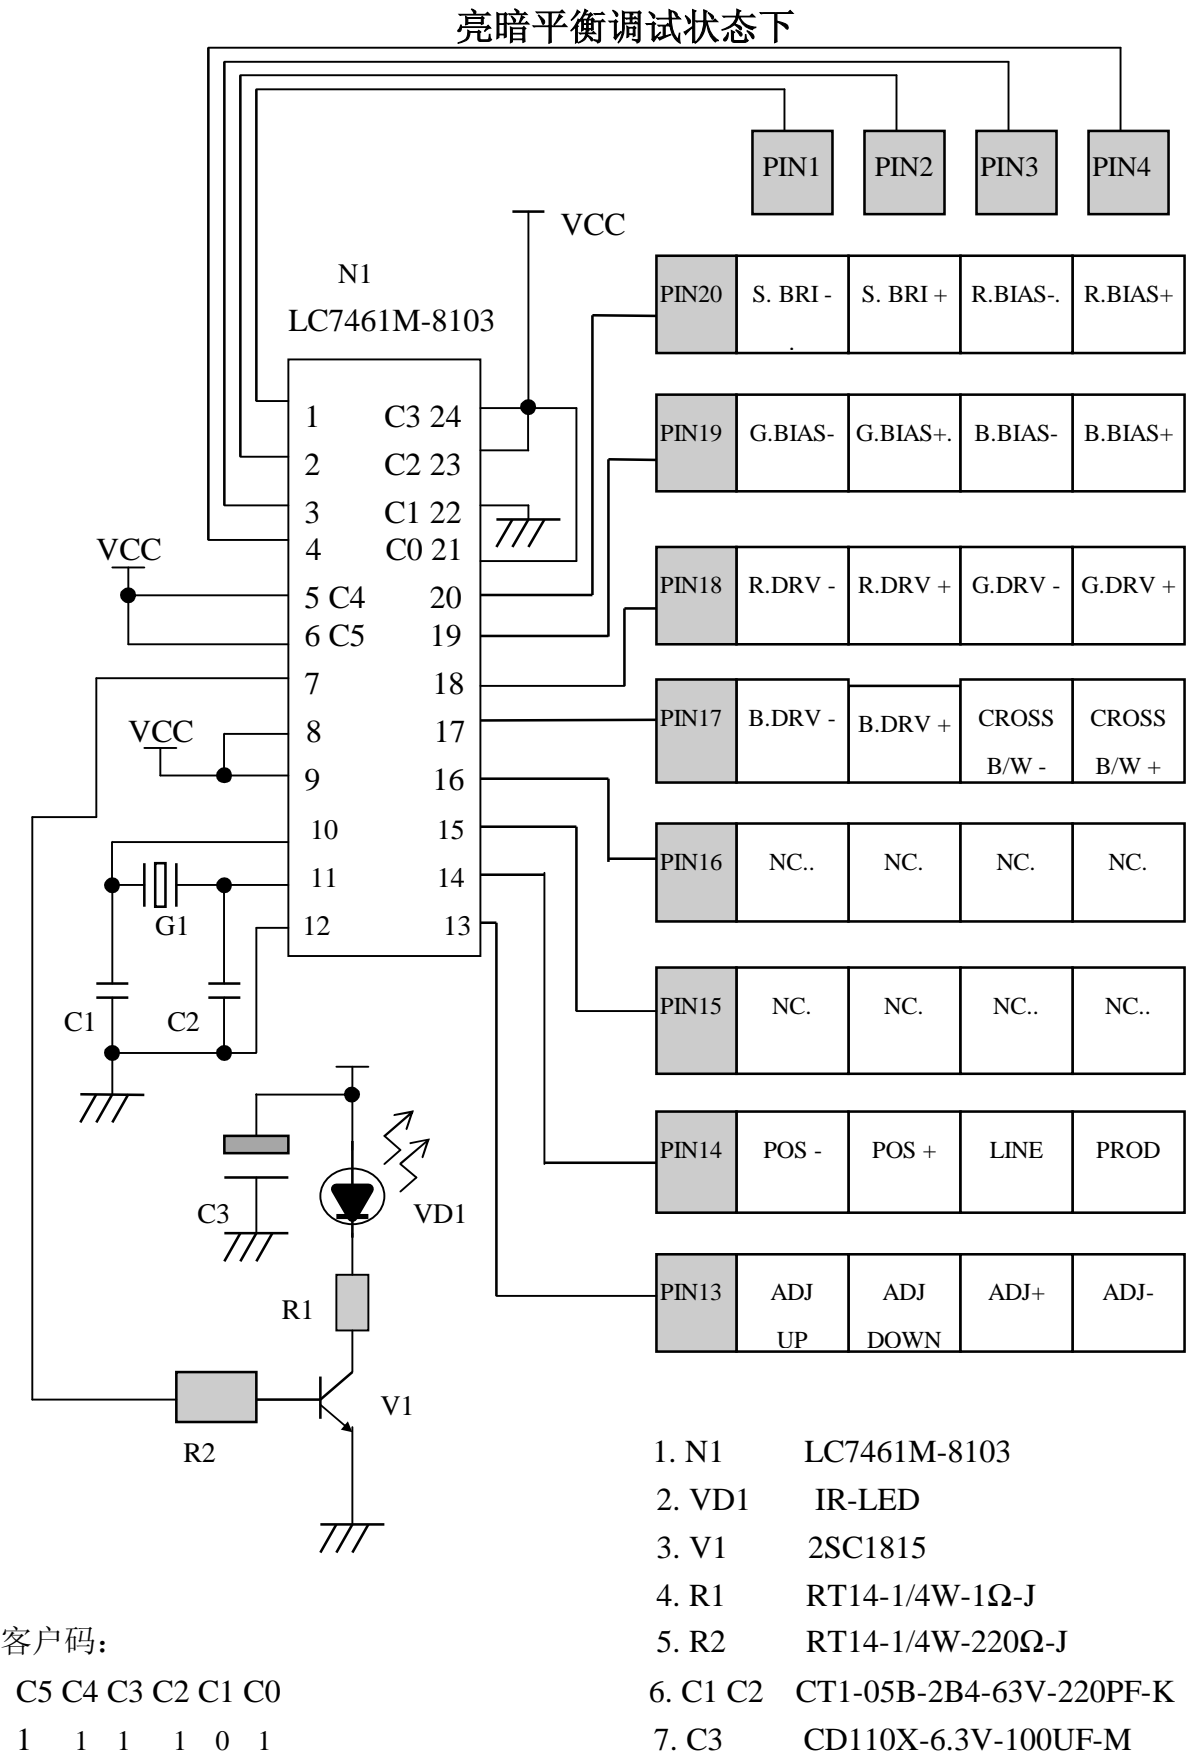 亮暗平衡调试状态下
PIN1 PIN2 PIN3 PIN4
VCC
N1
LC7461M-8103
PIN20 S. BRI - S. BRI + R.BIAS-. R.BIAS+
.
1 C3 24
PIN19 G.BIAS- G.BIAS+. B.BIAS- B.BIAS+
2 C2 23
3 C1 22
VCC
4 C0 21
5 C4 20
PIN18 R.DRV - R.DRV + G.DRV - G.DRV +
6 C5 19
7 18
VCC
8 17
PIN17 B.DRV - B.DRV + CROSS CROSS
B/W - B/W +
9 16
10 15
PIN16 NC.. NC. NC. NC.
11 14
G1
12 13
C1 C2
PIN15 NC. NC. NC.. NC..
PIN14 POS - POS + LINE PROD
C3 VD1
R1
PIN13 ADJ ADJ ADJ+ ADJ-
UP DOWN
V1
R2
1. N1 LC7461M-8103
2. VD1 IR-LED
3. V1 2SC1815
4. R1 RT14-1/4W-1Ω-J
5. R2 RT14-1/4W-220Ω-J
6. C1 C2 CT1-05B-2B4-63V-220PF-K
7. C3 CD110X-6.3V-100UF-M
客户码：
C5 C4 C3 C2 C1 C0
1 1 1 1 0 1